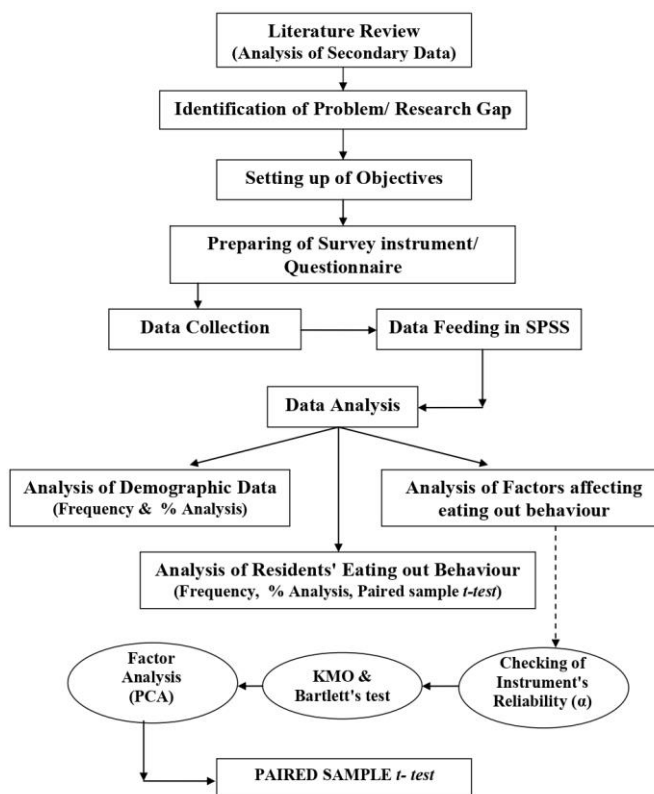 Literature Review
(Analysis of Secondary Data)
Identification of Problem/ Research Gap
Setting up of Objectives
Preparing of Survey instrument/
Questionnaire
Data Collection
Data Feeding in SPSS
Data Analysis
Analysis of Demographic Data
(Frequency & % Analysis)
Analysis of Factors affecting
eating out behaviour
Analysis of Residents' Eating out Behaviour
(Frequency, % Analysis, Paired sample t-test)
Factor
Analysis
(PCA)
KMO &
Bartlett's test
Checking of
Instrument's
Reliability (α)
PAIRED SAMPLE t- test